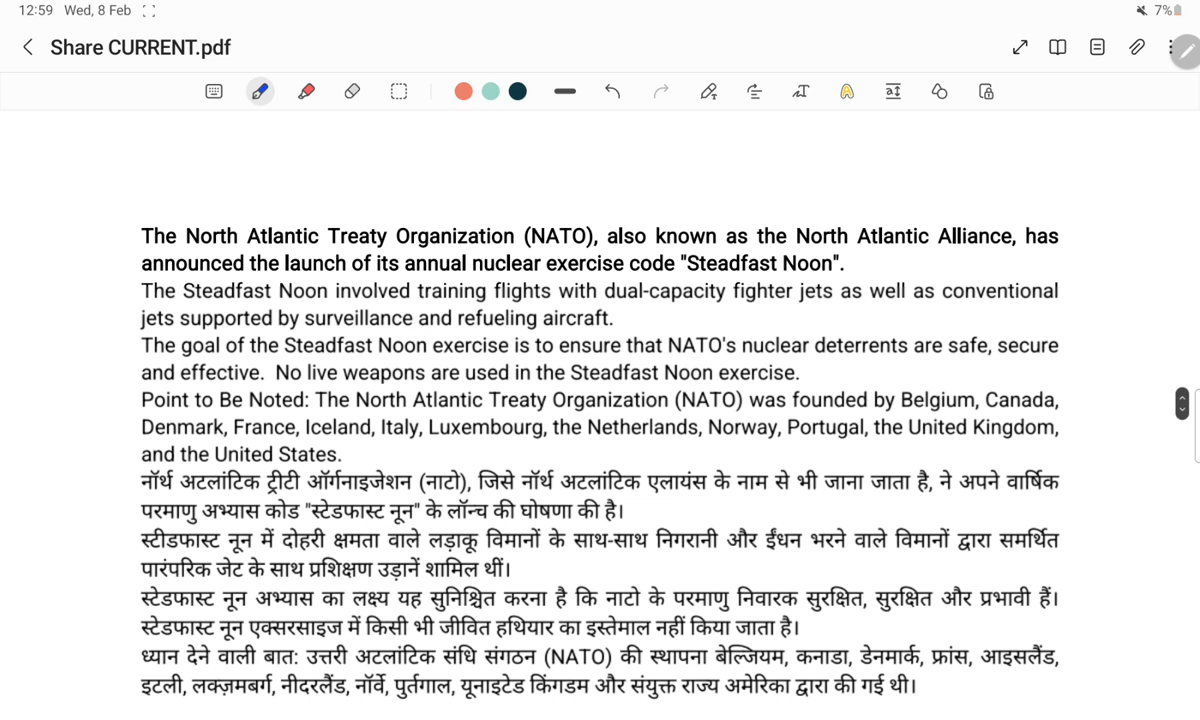 12:59 Wed, 8 Feb 7%
Share CURRENT.pdf
The North Atlantic Treaty Organization (NATO), also known as the North Atlantic Alliance, has
announced the launch of its annual nuclear exercise code "Steadfast Noon".
The Steadfast Noon involved training flights with dual-capacity fighter jets as well as conventional
jets supported by surveillance and refueling aircraft.
The goal of the Steadfast Noon exercise is to ensure that NATO's nuclear deterrents are safe, secure
and effective. No live weapons are used in the Steadfast Noon exercise.
Point to Be Noted: The North Atlantic Treaty Organization (NATO) was founded by Belgium, Canada,
Denmark, France, Iceland, Italy, Luxembourg, the Netherlands, Norway, Portugal, the United Kingdom,
and the United States.
नॉर्थ अटलांटिक ट्रीटी ऑर्गनाइजेशन (नाटो), जिसे नॉर्थ अटलांटिक एलायंस के नाम से भी जाना जाता है, ने अपने वार्षिक
परमाणु अभ्यास कोड "स्टेडफास्ट नून" के लॉन्च की घोषणा की है।
स्टीडफास्ट नून में दोहरी क्षमता वाले लड़ाकू विमानों के साथ-साथ निगरानी और ईंधन भरने वाले विमानों द्वारा समर्थित
पारंपरिक जेट के साथ प्रशिक्षण उड़ानें शामिल थीं।
स्टेडफास्ट नून अभ्यास का लक्ष्य यह सुनिश्चित करना है कि नाटो के परमाणु निवारक सुरक्षित, सुरक्षित और प्रभावी हैं।
स्टेडफास्ट नून एक्सरसाइज में किसी भी जीवित हथियार का इस्तेमाल नहीं किया जाता है।
ध्यान देने वाली बात: उत्तरी अटलांटिक संधि संगठन (NATO) की स्थापना बेल्जियम, कनाडा, डेनमार्क, फ्रांस, आइसलैंड,
इटली, लक्ज़मबर्ग, नीदरलैंड, नॉर्वे, पुर्तगाल, यूनाइटेड किंगडम और संयुक्त राज्य अमेरिका द्वारा की गई थी।